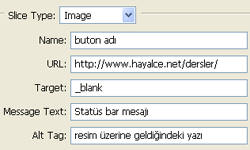 Slice Type: Image
Name: buton adı
URL: http://www.hayalce.net/dersler/
Target: _blank
Message Text: Statüs bar mesajı
Alt Tag: resim üzerine geldiğindeki yazı